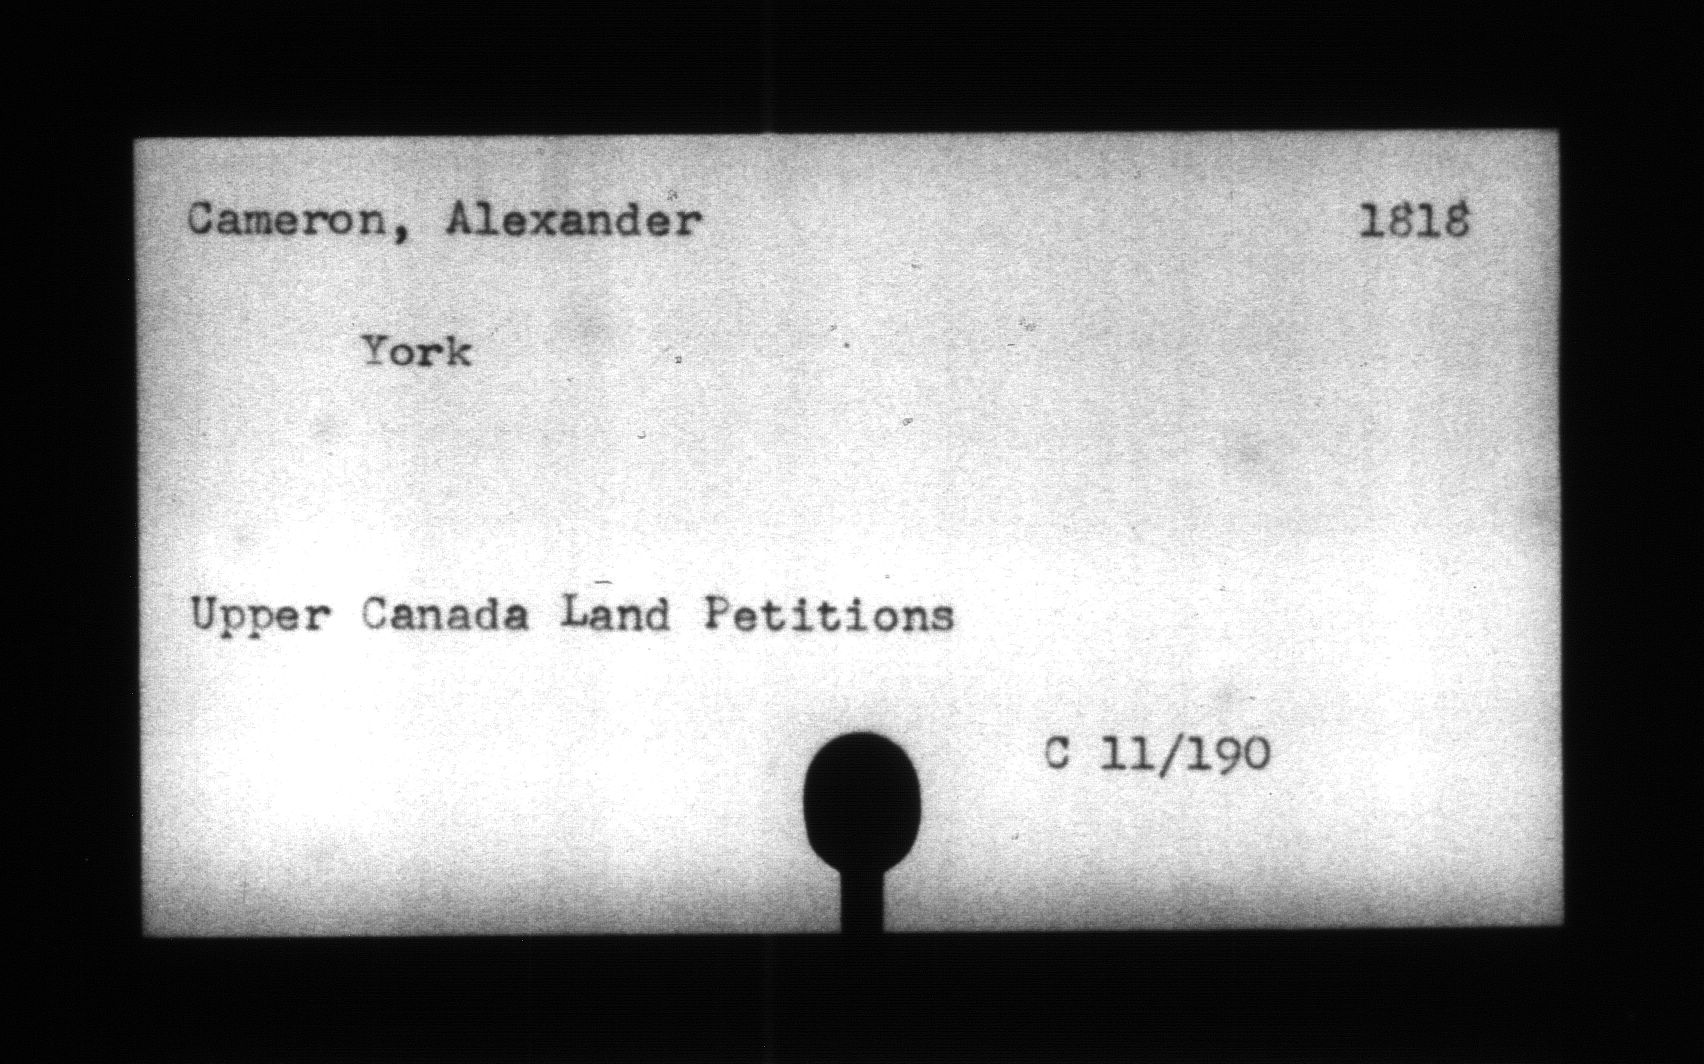 Cameron, Alexander 1818
York
Upper Canada Land Petitions
C 11/190